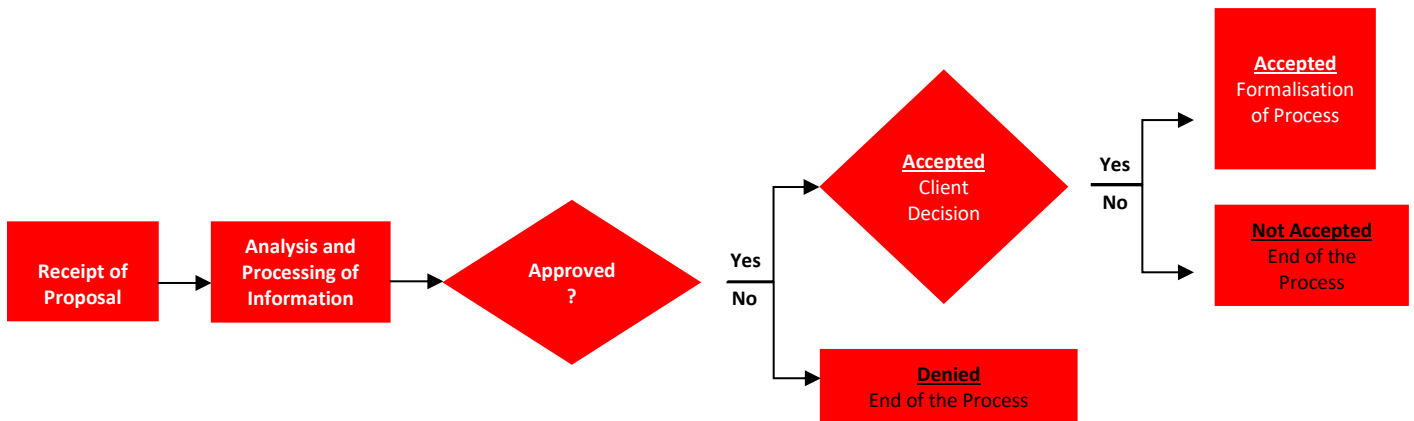 Receipt of
Proposal
Analysis and
Processing of
Information
Approved
?
Yes
No
Accepted
Client
Decision
Denied
End of the Process
Yes
No
Accepted
Formalisation
of Process
Not Accepted
End of the
Process